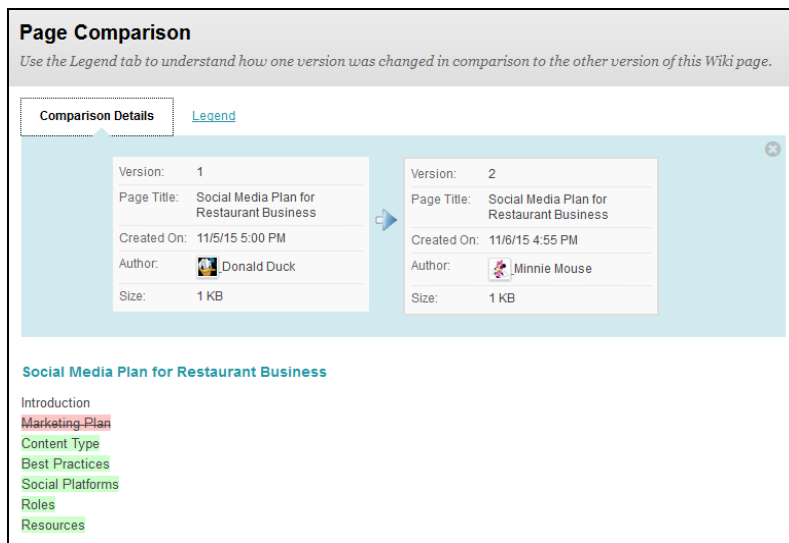 Page Comparison
Use the Legend tab to understand how one version was changed in comparison to the other version of this Wiki page.
Comparison Details
Legend
Version: 1
Page Title: Social Media Plan for
Restaurant Business
Created On: 11/5/15 5:00 PM
Author: Donald Duck
Size: 1 KB
Version: 2
Page Title: Social Media Plan for
Restaurant Business
Created On: 11/6/15 4:55 PM
Author: Minnie Mouse
Size: 1 KB
Social Media Plan for Restaurant Business
Introduction
Marketing Plan
Content Type
Best Practices
Social Platforms
Roles
Resources